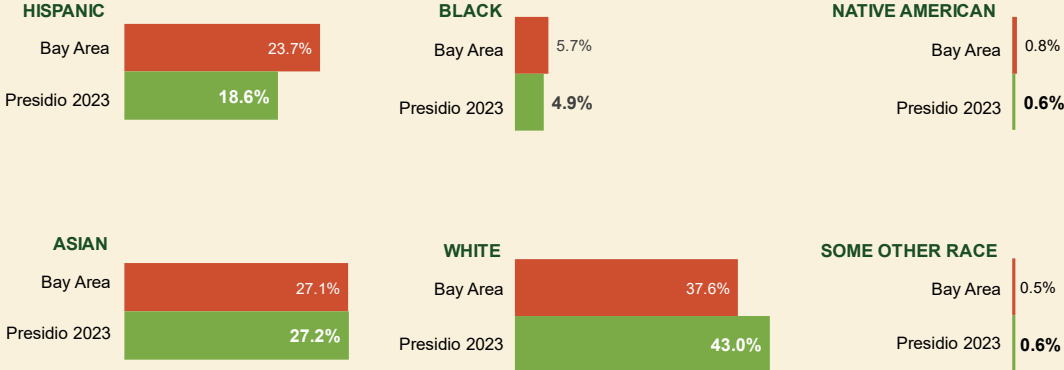 HISPANIC
Bay Area 23.7%
Presidio 2023 18.6%
BLACK
Bay Area 5.7%
Presidio 2023 4.9%
NATIVE AMERICAN
Bay Area 0.8%
Presidio 2023 0.6%
ASIAN
Bay Area 27.1%
Presidio 2023 27.2%
WHITE
Bay Area 37.6%
Presidio 2023 43.0%
SOME OTHER RACE
Bay Area 0.5%
Presidio 2023 0.6%